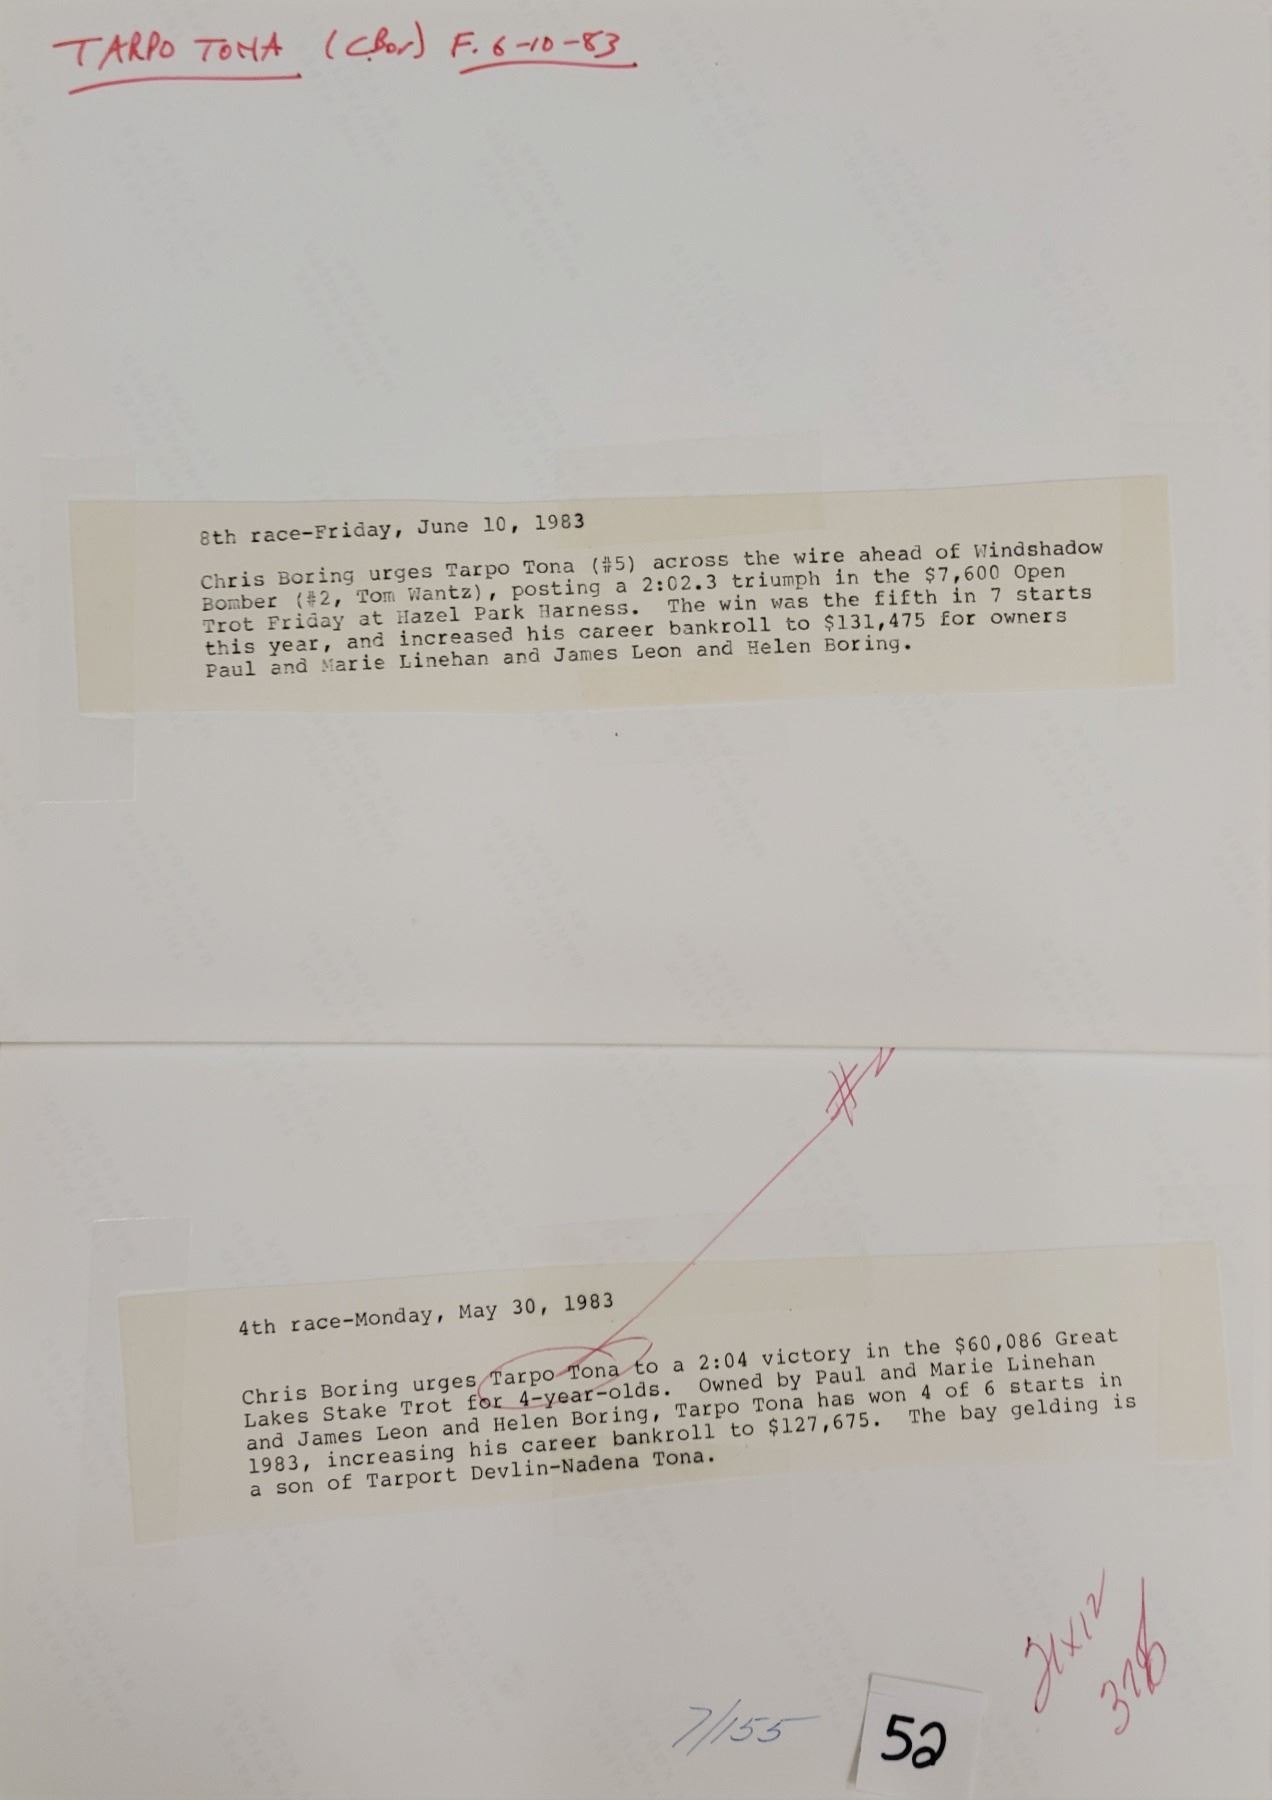 TARPO TONA (CBor) F. 6-10-83
8th race-Friday, June 10, 1983
Chris Boring urges Tarpo Tona (#5) across the wire ahead of Windshadow
Bomber (#2, Tom Wantz), posting a 2:02.3 triumph in the $7,600 Open
Trot Friday at Hazel Park Harness. The win was the fifth in 7 starts
this year, and increased his career bankroll to $131,475 for owners
Paul and Marie Linehan and James Leon and Helen Boring.
#2
4th race-Monday, May 30, 1983
Chris Boring urges Tarpo Tona to a 2:04 victory in the $60,086 Great
Lakes Stake Trot for 4-year-olds. Owned by Paul and Marie Linehan
and James Leon and Helen Boring, Tarpo Tona has won 4 of 6 starts in
1983, increasing his career bankroll to $127,675. The bay gelding is
a son of Tarport Devlin-Nadena Tona.
7/155
52